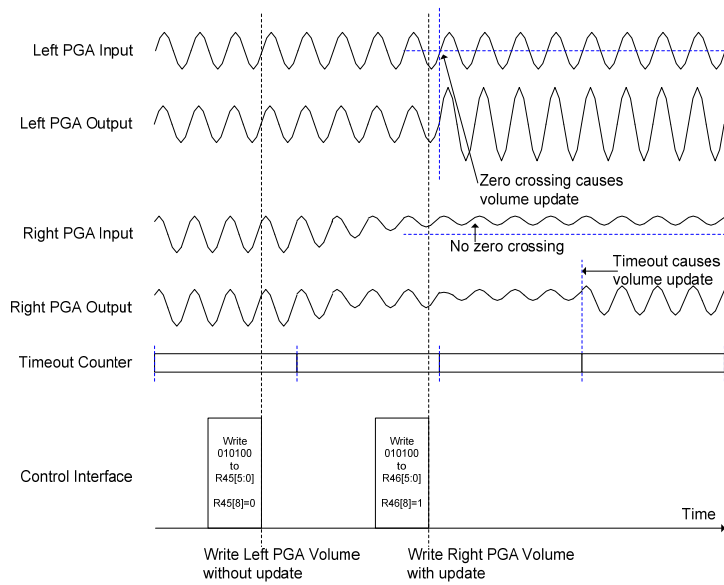 Left PGA Input
Left PGA Output
Zero crossing causes
volume update
Right PGA Input
No zero crossing
Timeout causes
volume update
Right PGA Output
Timeout Counter
Control Interface
Write
010100
to
R45[5:0]
R45[8]=0
Write
010100
to
R46[5:0]
R46[8]=1
Time
Write Left PGA Volume
without update
Write Right PGA Volume
with update